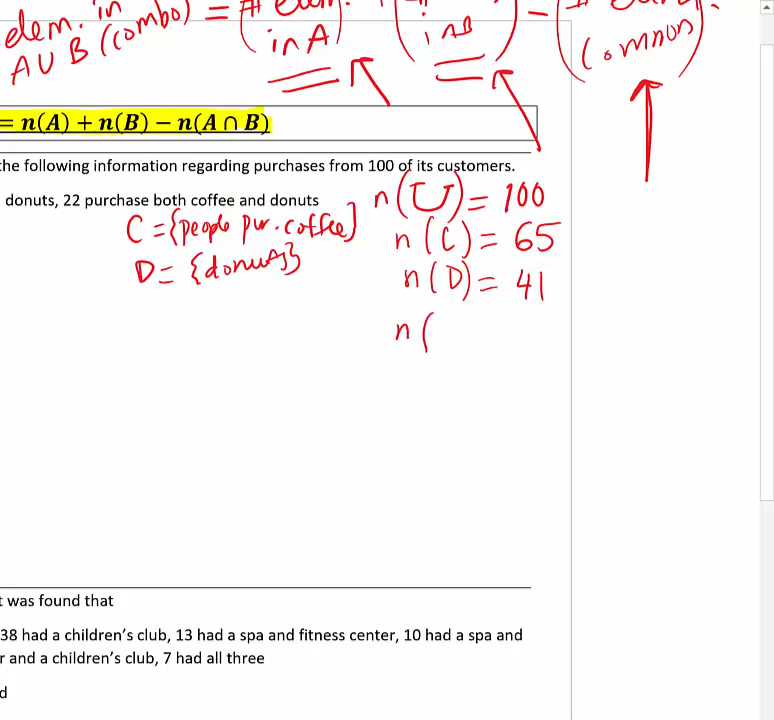 elem. in
A ∪ B (combo) = (in A) (in B) − (common)
= n(A) + n(B) − n(A ∩ B)
the following information regarding purchases from 100 of its customers.
donuts, 22 purchase both coffee and donuts
n(U) = 100
C = {people pur. coffee}
n(C) = 65
D = {donuts}
n(D) = 41
n(
was found that
38 had a children's club, 13 had a spa and fitness center, 10 had a spa and
r and a children's club, 7 had all three
d